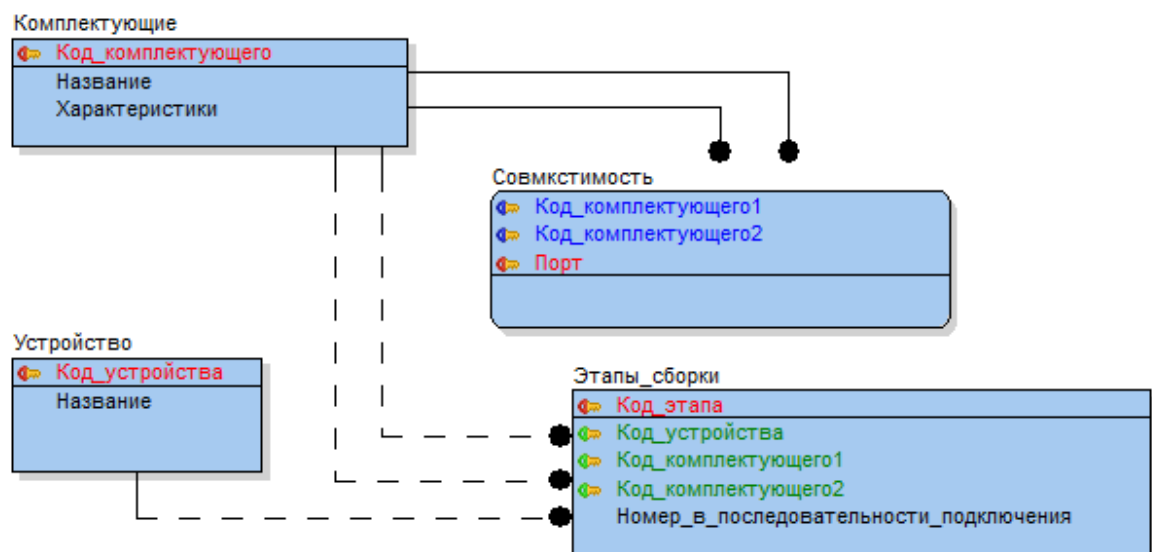 Комплектующие
Код_комплектующего
Название
Характеристики
Совмкстимость
Код_комплектующего1
Код_комплектующего2
Порт
Устройство
Код_устройства
Название
Этапы_сборки
Код_этапа
Код_устройства
Код_комплектующего1
Код_комплектующего2
Номер_в_последовательности_подключения